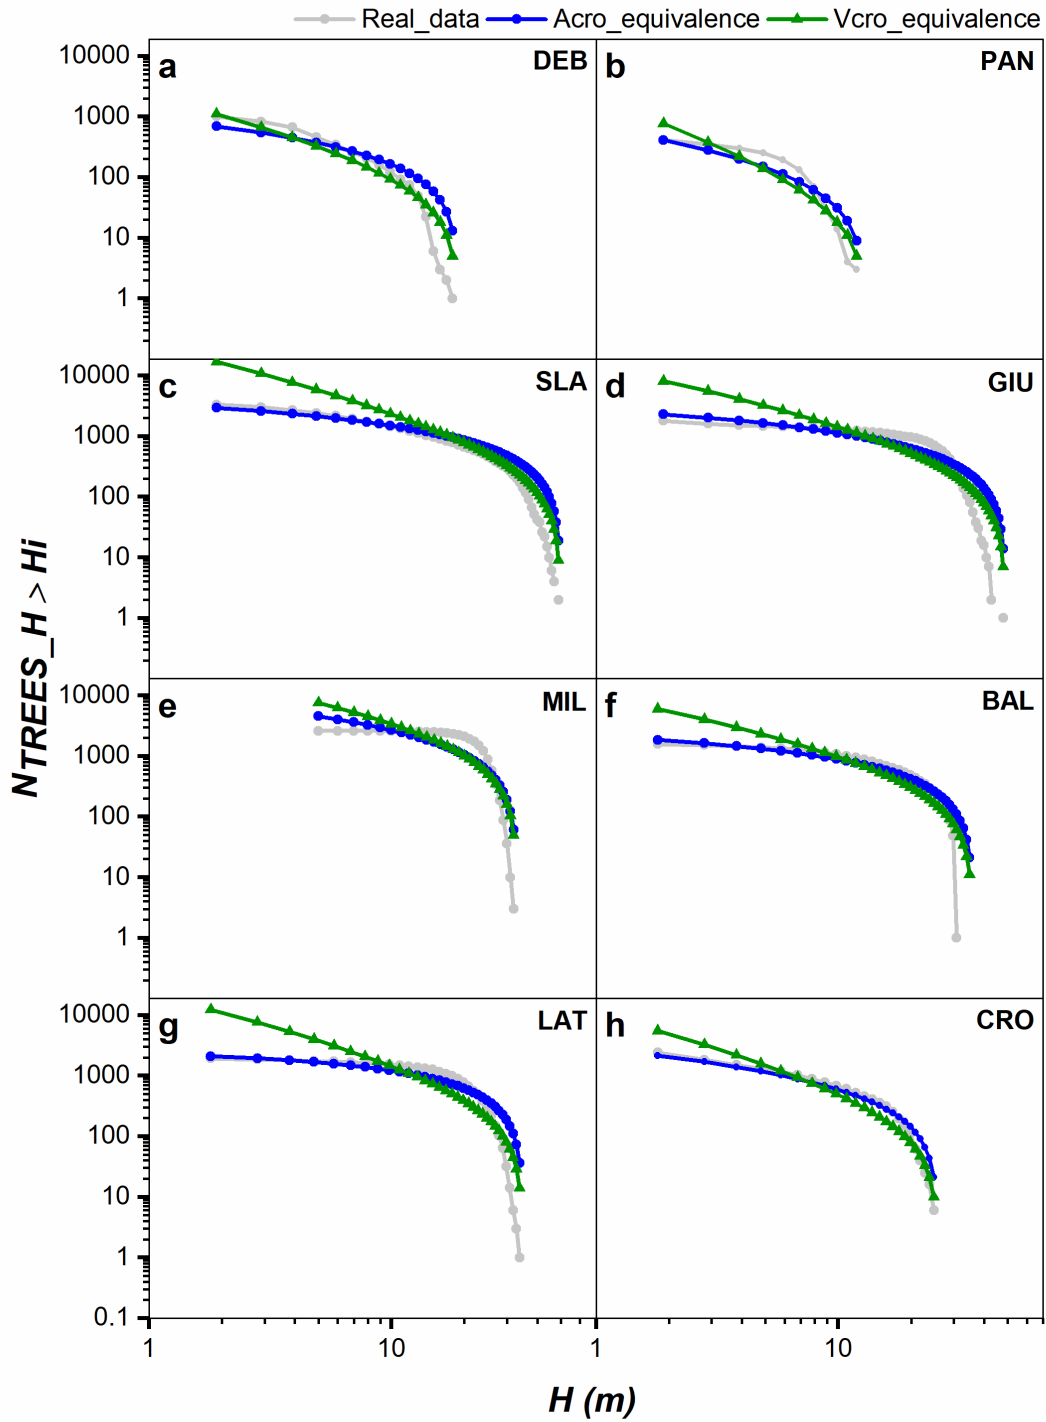 Real_data Acro_equivalence Vcro_equivalence
a DEB b PAN
10000
1000
100
10
1
c SLA d GIU
10000
1000
100
10
1
e MIL f BAL
10000
1000
100
10
1
g LAT h CRO
10000
1000
100
10
1
0.1
1 10 1 10
NTREES_H > Hi
H (m)